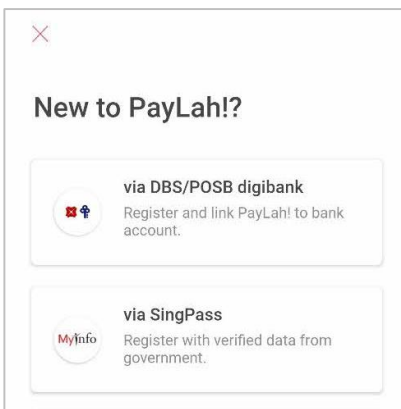 New to PayLah!?
via DBS/POSB digibank
Register and link PayLah! to bank
account.
via SingPass
MyInfo
Register with verified data from
government.